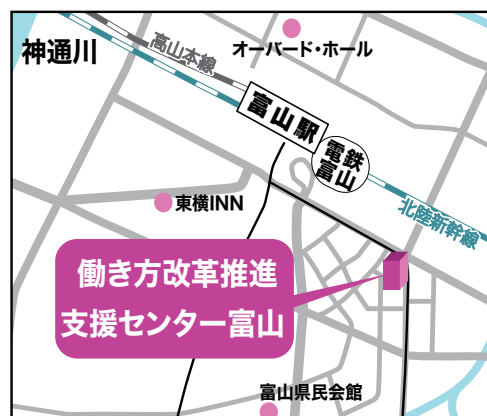 神通川
高山本線
オーバード・ホール
富山駅
電鉄
富山
東横INN
北陸新幹線
働き方改革推進
支援センター富山
富山県民会館